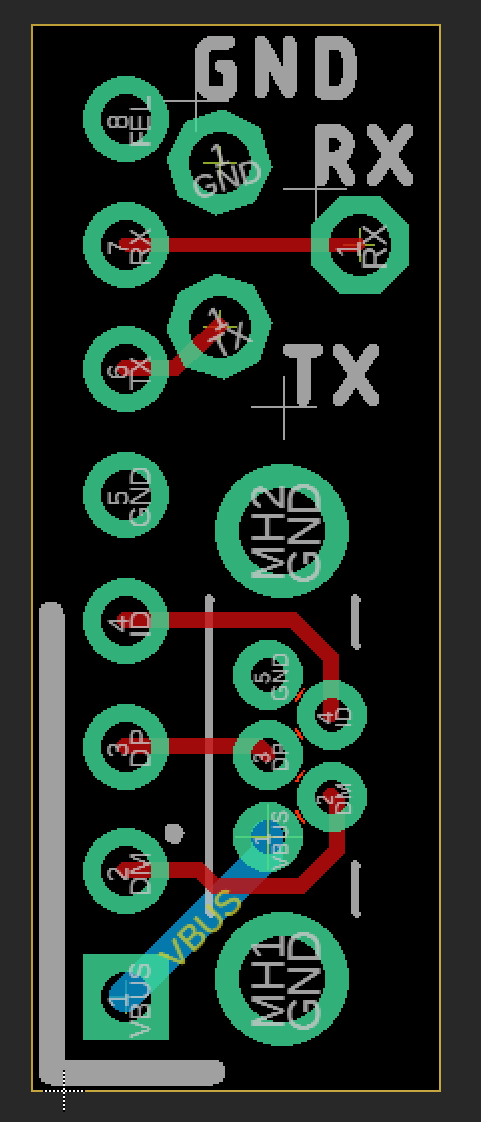 GND
8
FEL
1
GND
RX
7
RX
1
RX
1
TX
6
TX
TX
5
GND
MH2
GND
4
ID
5
GND
4
ID
3
DP
3
DP
2
DM
1
VBUS
2
DM
VBUS
MH1
GND
1
VBUS